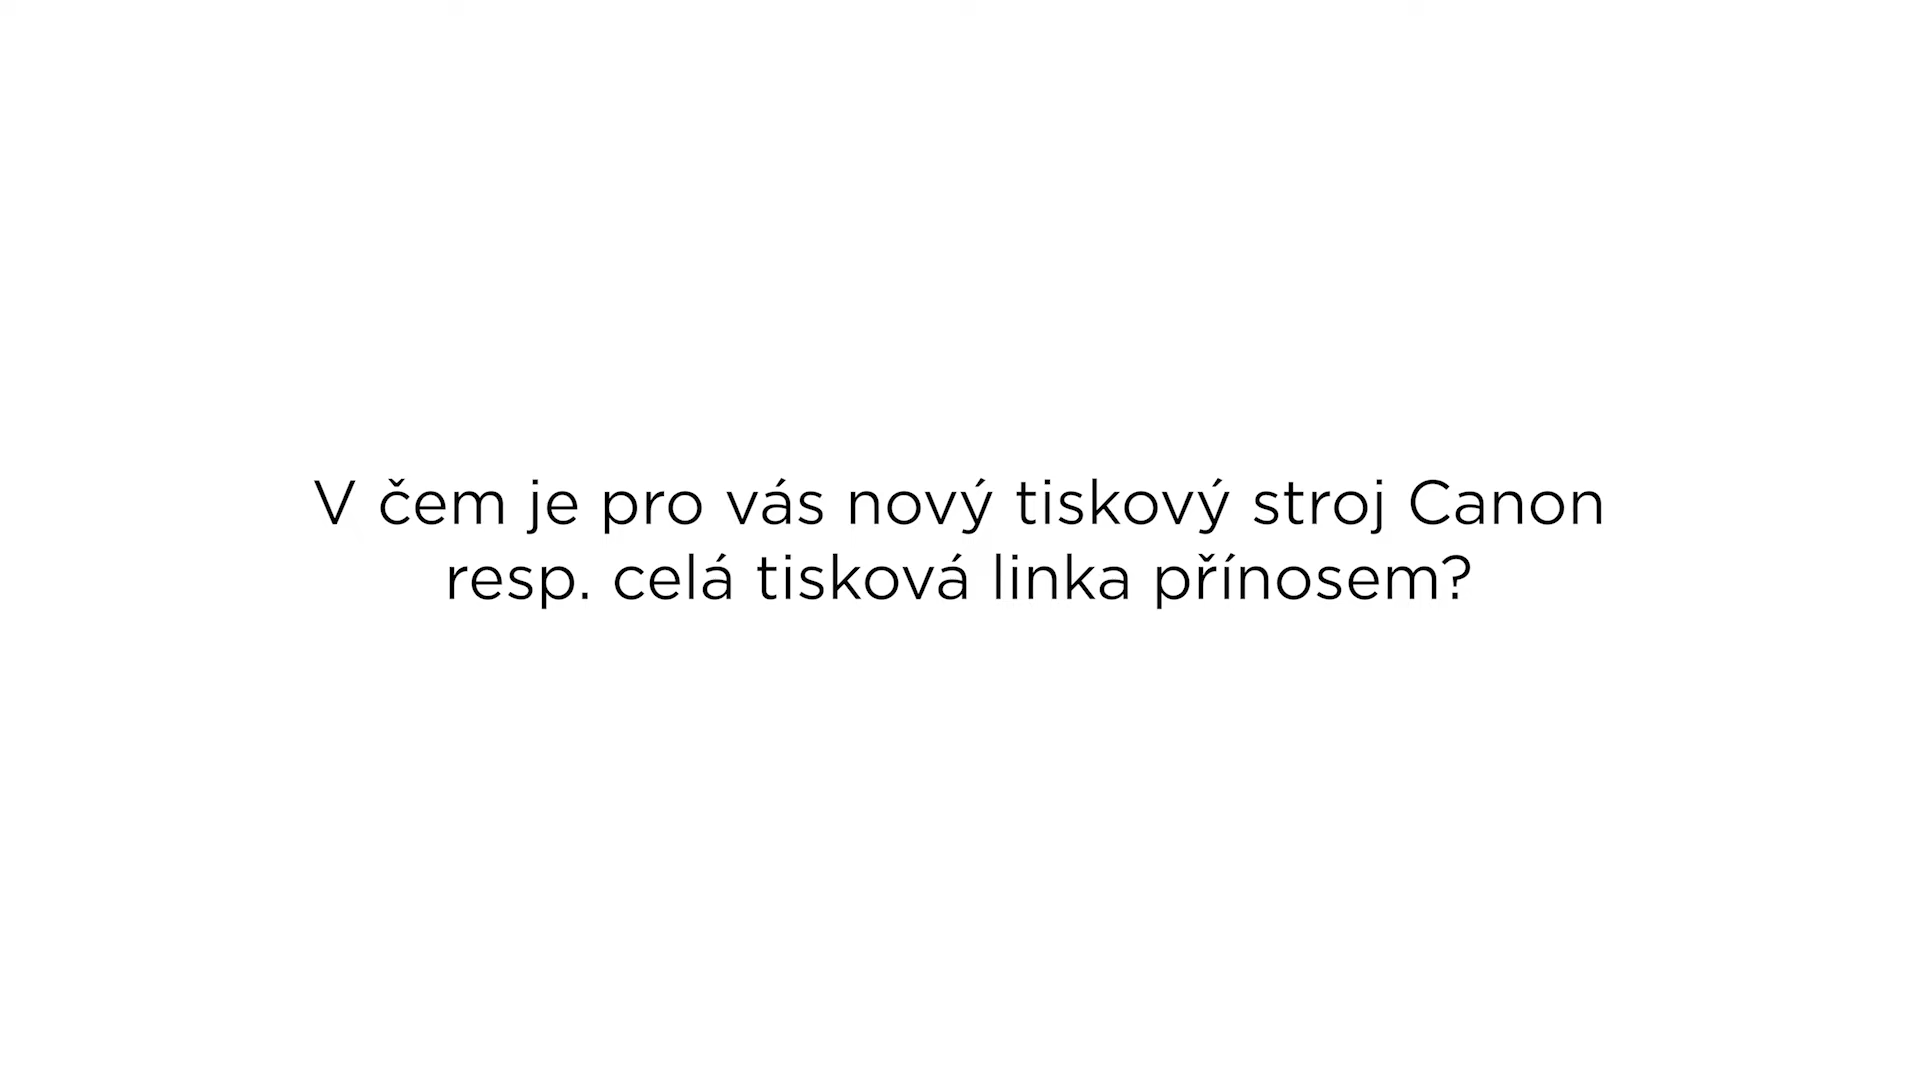 V čem je pro vás nový tiskový stroj Canon
resp. celá tisková linka přínosem?